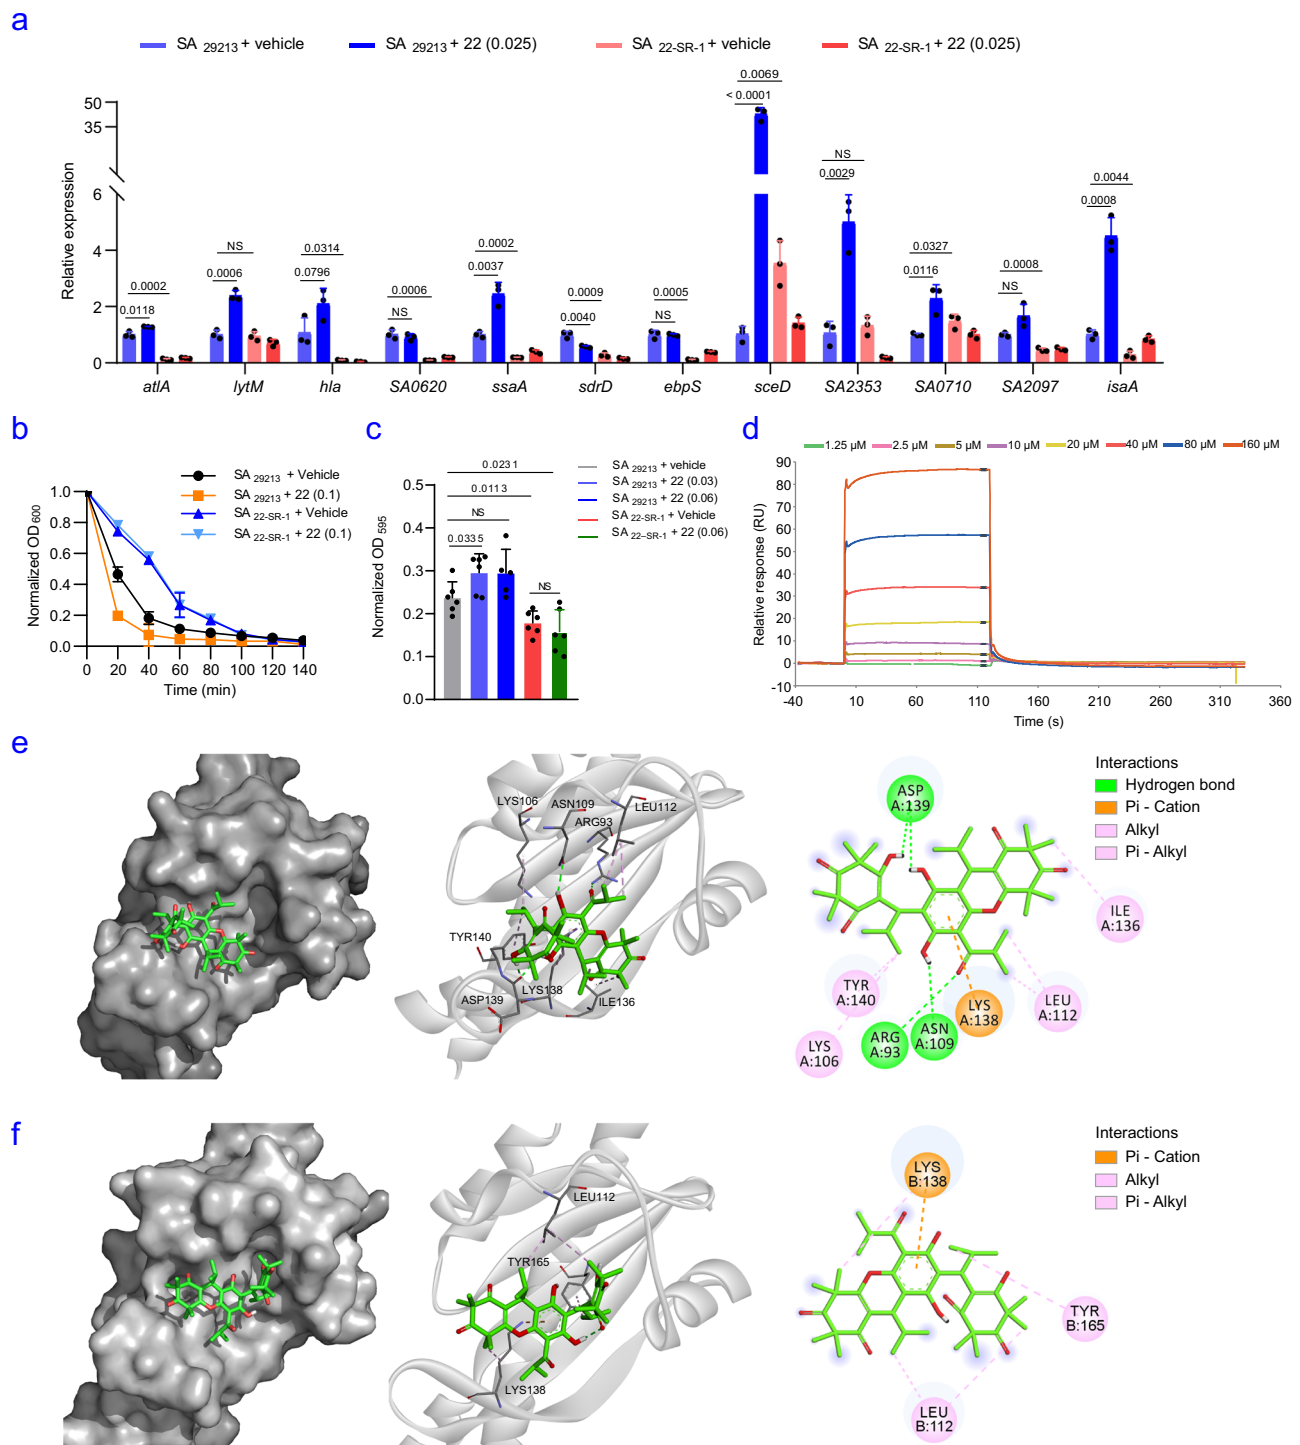 a
SA 29213 + vehicle SA 29213 + 22 (0.025) SA 22-SR-1 + vehicle SA 22-SR-1 + 22 (0.025)
Relative expression
50
35
6
4
2
0
0.0118 0.0002
0.0006 NS
0.0796 0.0314
NS 0.0006
0.0037 0.0002
0.0040 0.0009
NS 0.0005
< 0.0001 0.0069
0.0029 NS
0.0116 0.0327
NS 0.0008
0.0008 0.0044
atlA lytM hla SA0620 ssaA sdrD ebpS sceD SA2353 SA0710 SA2097 isaA
b
SA 29213 + Vehicle
SA 29213 + 22 (0.1)
SA 22-SR-1 + Vehicle
SA 22-SR-1 + 22 (0.1)
Normalized OD600
1.0
0.8
0.6
0.4
0.2
0.0
0 20 40 60 80 100 120 140
Time (min)
c
SA 29213 + vehicle
SA 29213 + 22 (0.03)
SA 29213 + 22 (0.06)
SA 22-SR-1 + Vehicle
SA 22-SR-1 + 22 (0.06)
Normalized OD 595
0.5
0.4
0.3
0.2
0.1
0.0
0.0231
0.0113
NS
0.0335
NS
d
1.25 µM 2.5 µM 5 µM 10 µM 20 µM 40 µM 80 µM 160 µM
Relative response (RU)
90
80
70
60
50
40
30
20
10
0
-10
-40 10 60 110 160 210 260 310 360
Time (s)
e
LYS106
ASN109
LEU112
ARG93
TYR140
LYS138
ASP139
ILE136
ASP
A:139
ILE
A:136
TYR
A:140
LYS
A:138
LEU
A:112
ARG
A:93
ASN
A:109
LYS
A:106
Interactions
Hydrogen bond
Pi - Cation
Alkyl
Pi - Alkyl
f
LEU112
TYR165
LYS138
LYS
B:138
TYR
B:165
LEU
B:112
Interactions
Pi - Cation
Alkyl
Pi - Alkyl